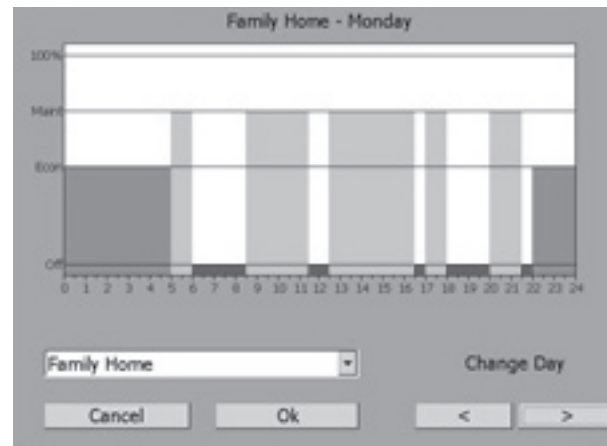 Family Home - Monday
100%
Maint
Econ
Off
0 1 2 3 4 5 6 7 8 9 10 11 12 13 14 15 16 17 18 19 20 21 22 23 24
Family Home
Change Day
Cancel Ok < >